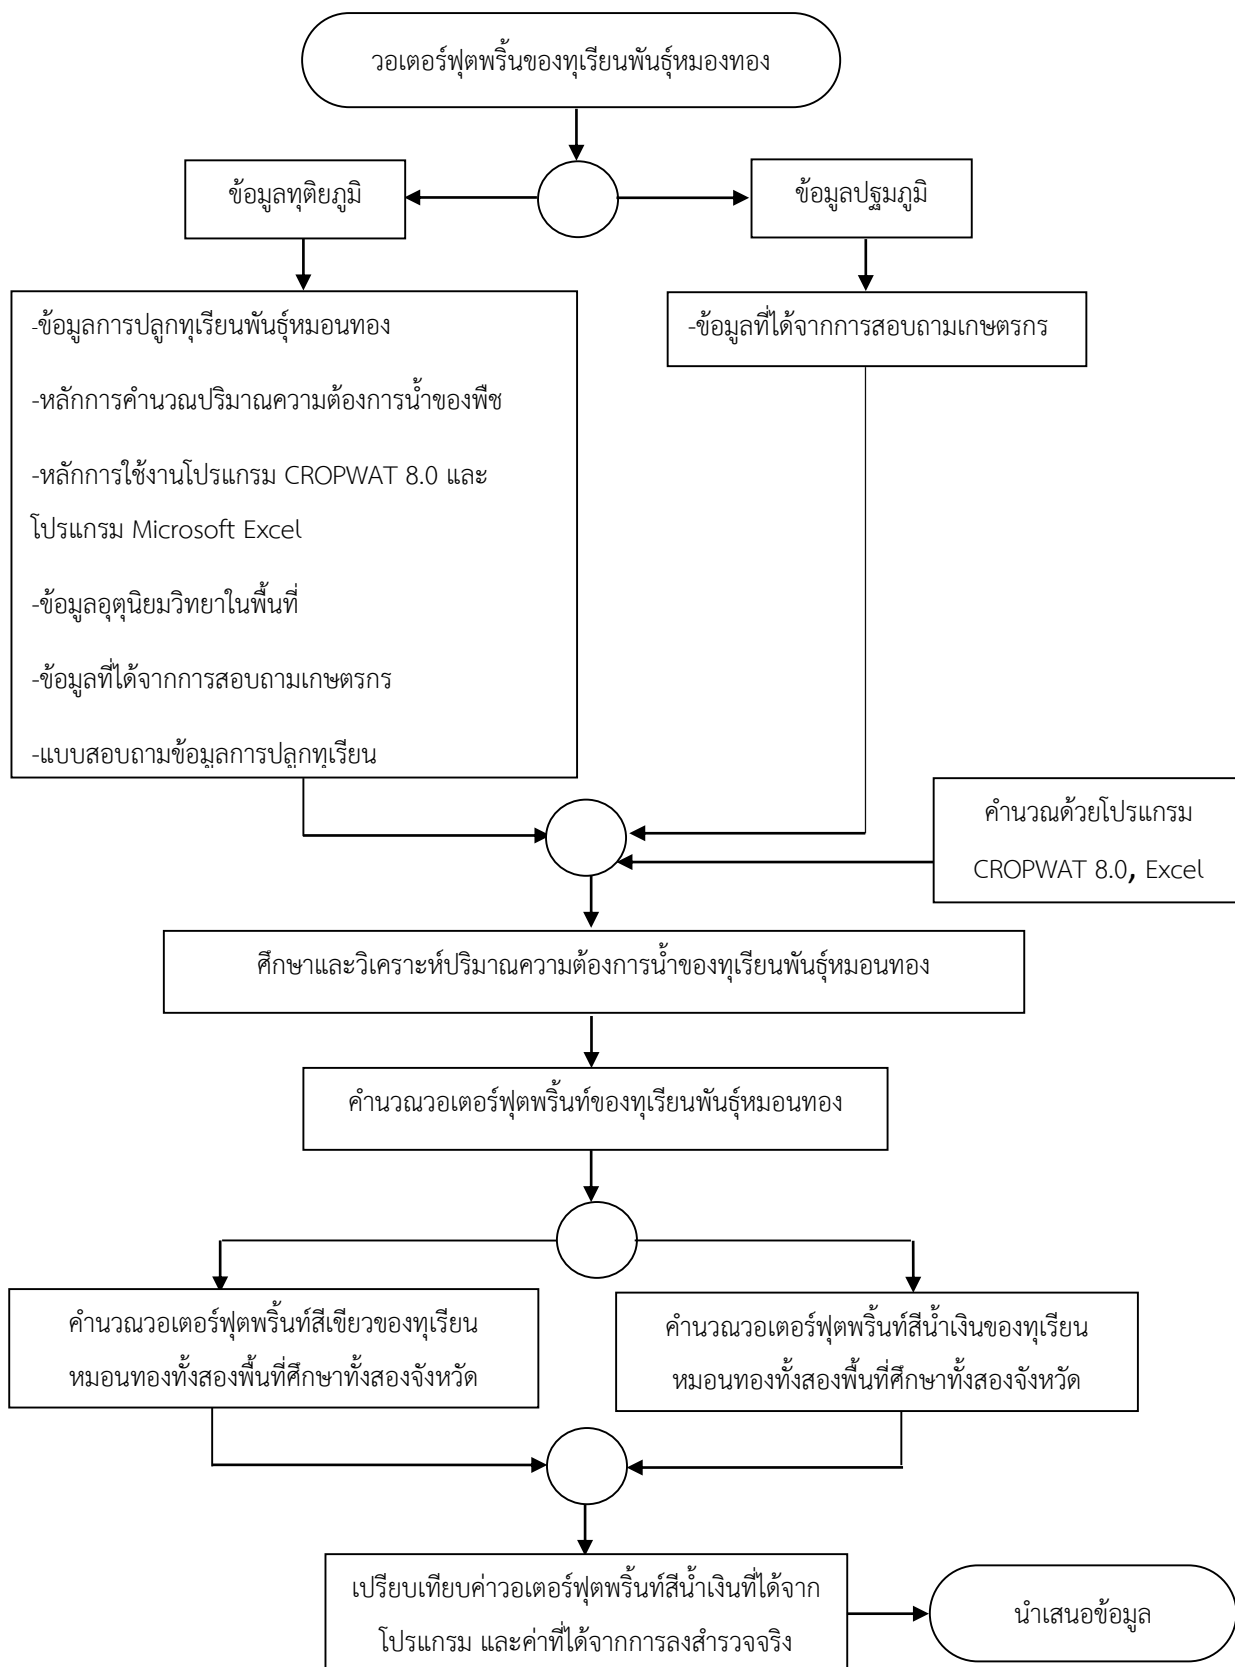 วอเตอร์ฟุตพริ้นของทุเรียนพันธุ์หมองทอง
ข้อมูลทุติยภูมิ
ข้อมูลปฐมภูมิ
-ข้อมูลการปลูกทุเรียนพันธุ์หมอนทอง
-หลักการคำนวณปริมาณความต้องการน้ำของพืช
-หลักการใช้งานโปรแกรม CROPWAT 8.0 และ
โปรแกรม Microsoft Excel
-ข้อมูลอุตุนิยมวิทยาในพื้นที่
-ข้อมูลที่ได้จากการสอบถามเกษตรกร
-แบบสอบถามข้อมูลการปลูกทุเรียน
-ข้อมูลที่ได้จากการสอบถามเกษตรกร
คำนวณด้วยโปรแกรม
CROPWAT 8.0, Excel
ศึกษาและวิเคราะห์ปริมาณความต้องการน้ำของทุเรียนพันธุ์หมอนทอง
คำนวณวอเตอร์ฟุตพริ้นท์ของทุเรียนพันธุ์หมอนทอง
คำนวณวอเตอร์ฟุตพริ้นท์สีเขียวของทุเรียน
หมอนทองทั้งสองพื้นที่ศึกษาทั้งสองจังหวัด
คำนวณวอเตอร์ฟุตพริ้นท์สีน้ำเงินของทุเรียน
หมอนทองทั้งสองพื้นที่ศึกษาทั้งสองจังหวัด
เปรียบเทียบค่าวอเตอร์ฟุตพริ้นท์สีน้ำเงินที่ได้จาก
โปรแกรม และค่าที่ได้จากการลงสำรวจจริง
นำเสนอข้อมูล